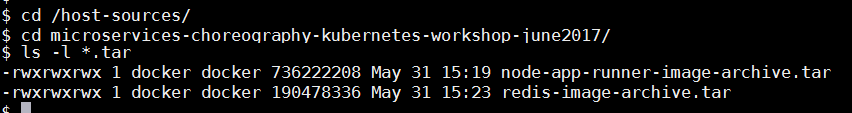 $ cd /host-sources/
$ cd microservices-choreography-kubernetes-workshop-june2017/
$ ls -l *.tar
-rwxrwxrwx 1 docker docker 736222208 May 31 15:19 node-app-runner-image-archive.tar
-rwxrwxrwx 1 docker docker 190478336 May 31 15:23 redis-image-archive.tar
$